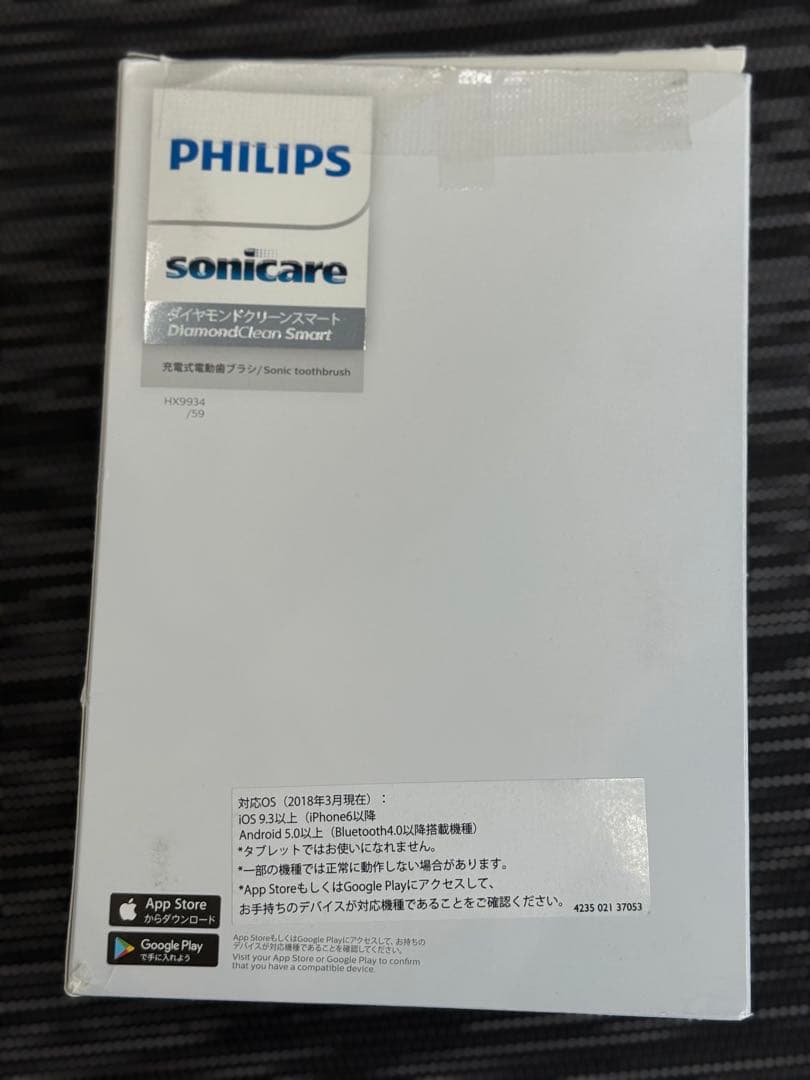 PHILIPS
sonicare
ダイヤモンドクリーンスマート
DiamondClean Smart
充電式電動歯ブラシ/Sonic toothbrush
HX9934
/59
対応OS（2018年3月現在）：
iOS 9.3以上（iPhone6以降
Android 5.0以上（Bluetooth4.0以降搭載機種）
*タブレットではお使いになれません。
*一部の機種では正常に動作しない場合があります。
*App StoreもしくはGoogle Playにアクセスして、
お手持ちのデバイスが対応機種であることをご確認ください。 4235 021 37053
App Store
からダウンロード
Google Play
で手に入れよう
App StoreもしくはGoogle Playにアクセスして、お持ちの
デバイスが対応機種であることを確認してください。
Visit your App Store or Google Play to confirm
that you have a compatible device.